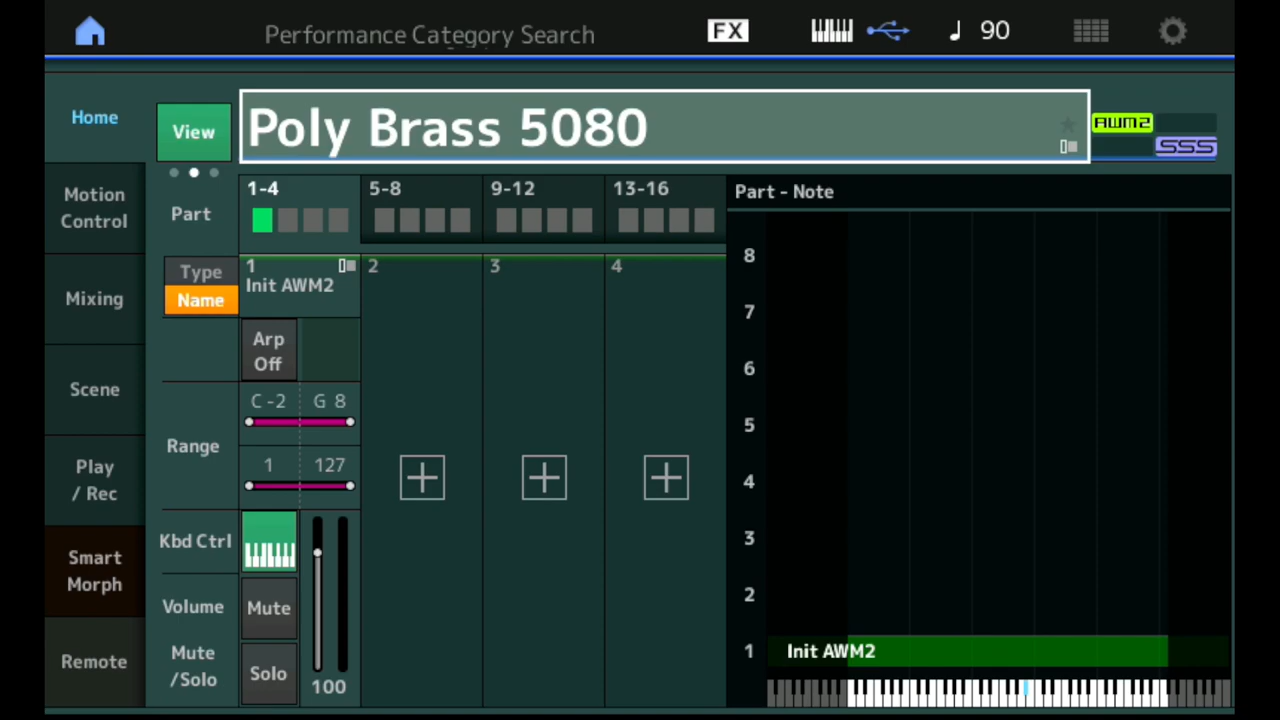 Performance Category Search
FX
90
Home
View
Poly Brass 5080
AWM2
SSS
Motion
Control
Part
1-4
5-8
9-12
13-16
Part - Note
Type
Name
1
Init AWM2
2
3
4
Mixing
Arp
Off
Scene
Range
C -2
G 8
1
127
Play
/ Rec
Kbd Ctrl
Smart
Morph
Volume
Mute
Mute
/Solo
Solo
100
Remote
8
7
6
5
4
3
2
1
Init AWM2